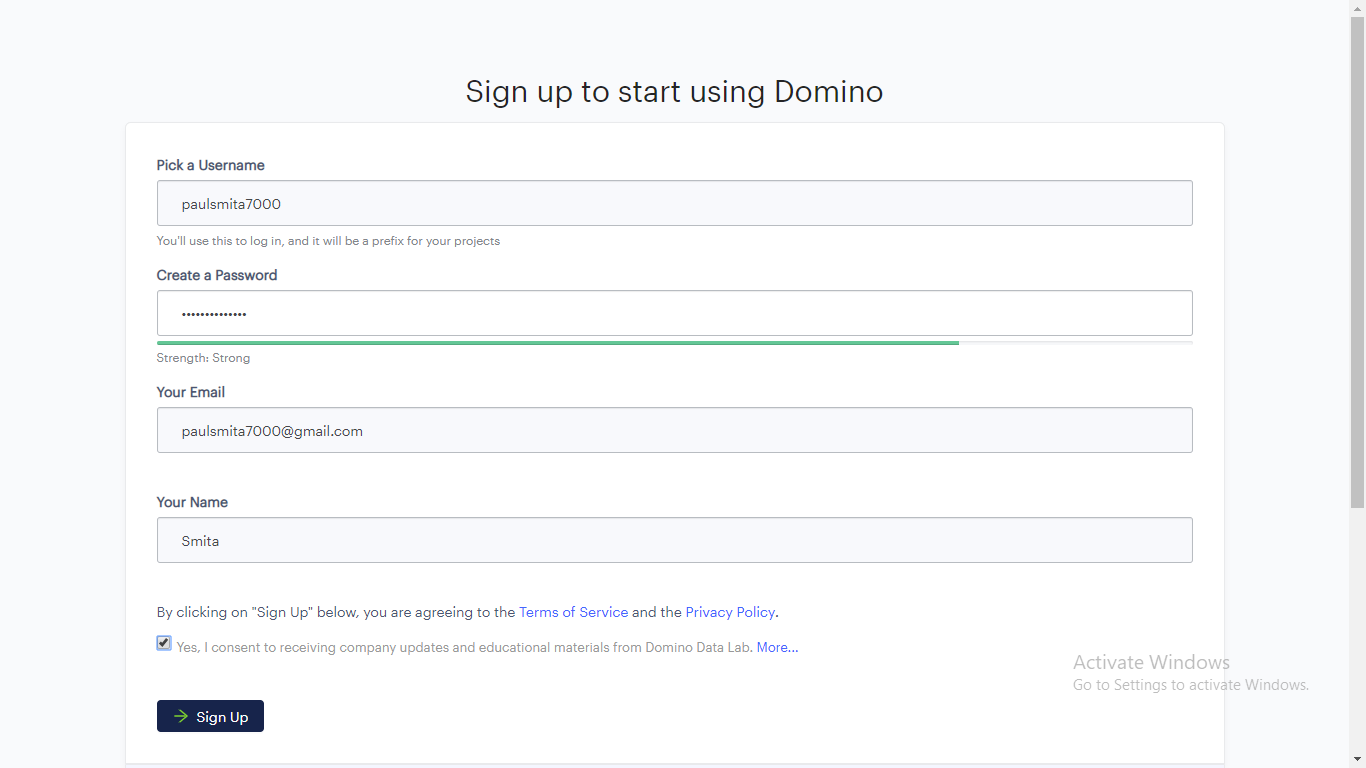 Sign up to start using Domino
Pick a Username
paulsmita7000
You'll use this to log in, and it will be a prefix for your projects
Create a Password
••••••••••••••
Strength: Strong
Your Email
paulsmita7000@gmail.com
Your Name
Smita
By clicking on "Sign Up" below, you are agreeing to the Terms of Service and the Privacy Policy.
Yes, I consent to receiving company updates and educational materials from Domino Data Lab. More...
Activate Windows
Go to Settings to activate Windows.
Sign Up